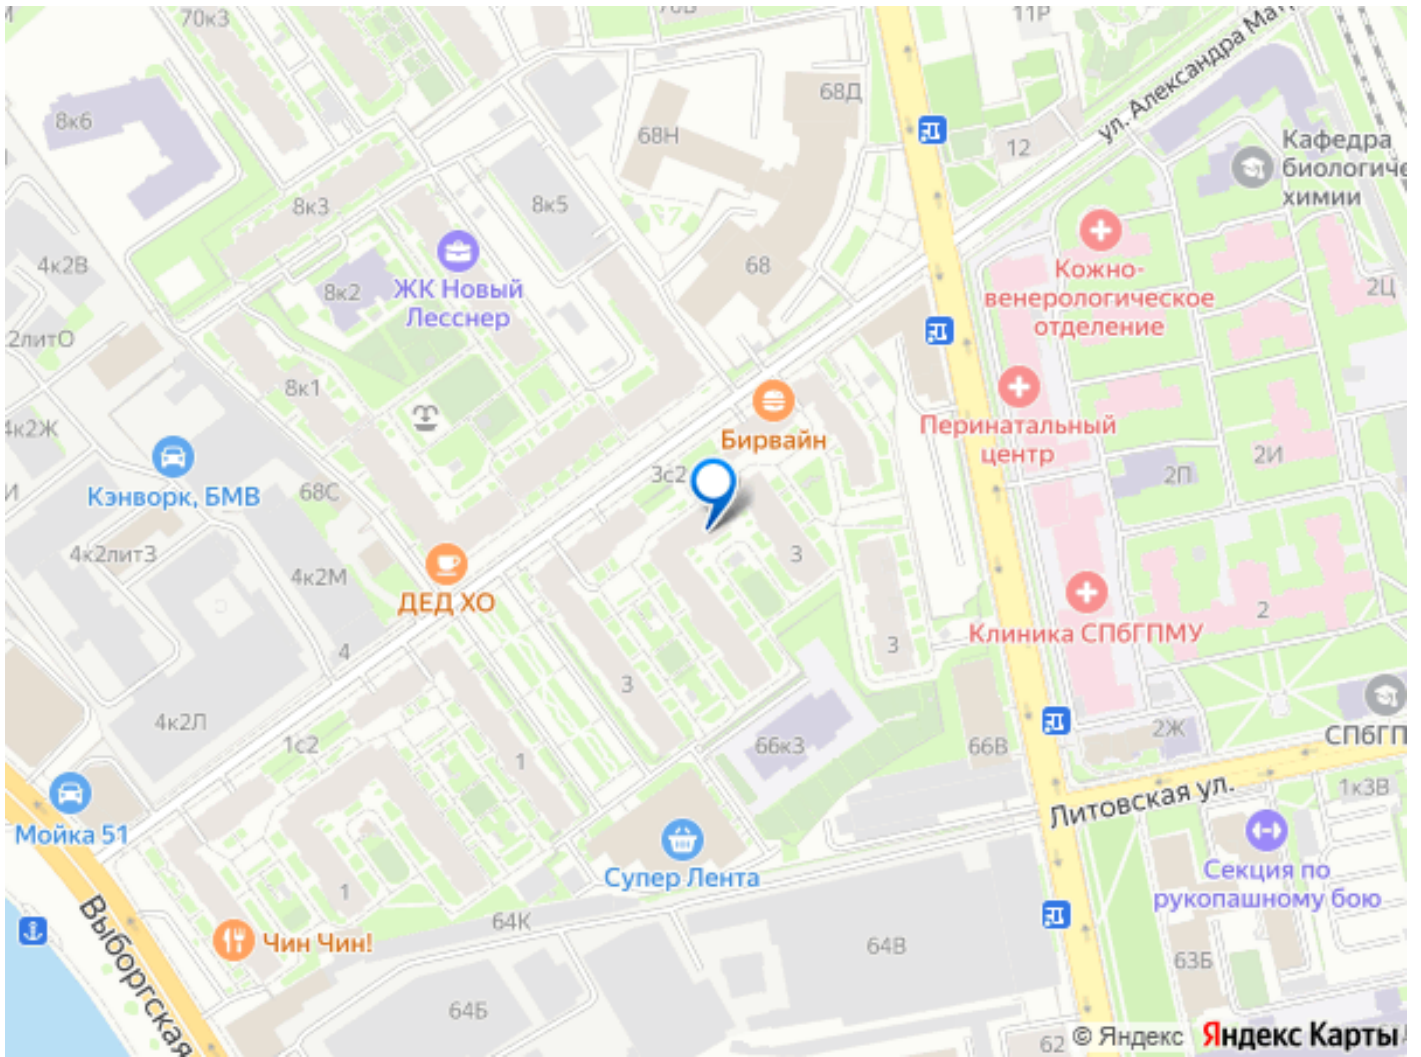 70к3
11Р
ул. Александра Мат
68Д
8к6
68Н
12
Кафедра
биологиче
химии
8к3
8к5
4к2В
68
Кожно-
венерологическое
отделение
2Ц
8к2
ЖК Новый
Лесснер
2литО
8к1
4к2Ж
Бирвайн
Перинатальный
центр
2И
2П
3с2
Кэнворк, БМВ
68С
4к2литЗ
4к2М
3
ДЕД ХО
2
Клиника СПбГПМУ
4
3
3
4к2Л
1с2
1
66к3
66В
2Ж
СПбГП
Литовская ул.
1к3В
Мойка 51
Супер Лента
Секция по
рукопашному бою
1
64К
Чин Чин!
Выборгская
64В
63Б
64Б
62
© Яндекс
Яндекс Карты